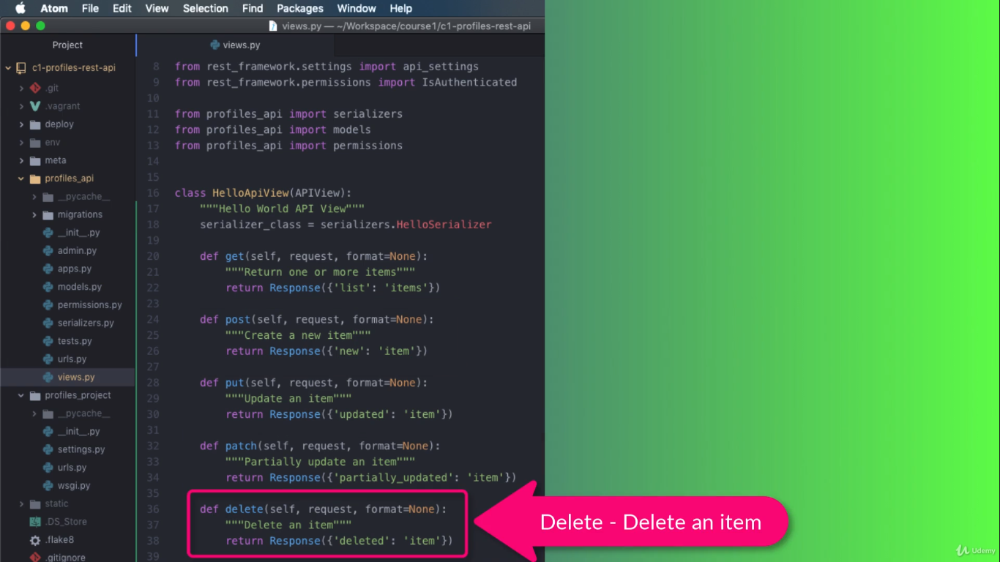 Atom File Edit View Selection Find Packages Window Help
views.py — ~/Workspace/course1/c1-profiles-rest-api
Project
c1-profiles-rest-api
.git
.vagrant
deploy
env
meta
profiles_api
__pycache__
migrations
__init__.py
admin.py
apps.py
models.py
permissions.py
serializers.py
tests.py
urls.py
views.py
profiles_project
__pycache__
__init__.py
settings.py
urls.py
wsgi.py
static
.DS_Store
.flake8
.gitignore
views.py
8 from rest_framework.settings import api_settings
9 from rest_framework.permissions import IsAuthenticated
10
11 from profiles_api import serializers
12 from profiles_api import models
13 from profiles_api import permissions
14
15
16 class HelloApiView(APIView):
17     """Hello World API View"""
18     serializer_class = serializers.HelloSerializer
19
20     def get(self, request, format=None):
21         """Return one or more items"""
22         return Response({'list': 'items'})
23
24     def post(self, request, format=None):
25         """Create a new item"""
26         return Response({'new': 'item'})
27
28     def put(self, request, format=None):
29         """Update an item"""
30         return Response({'updated': 'item'})
31
32     def patch(self, request, format=None):
33         """Partially update an item"""
34         return Response({'partially_updated': 'item'})
35
36     def delete(self, request, format=None):
37         """Delete an item"""
38         return Response({'deleted': 'item'})
39
Delete - Delete an item
Udemy